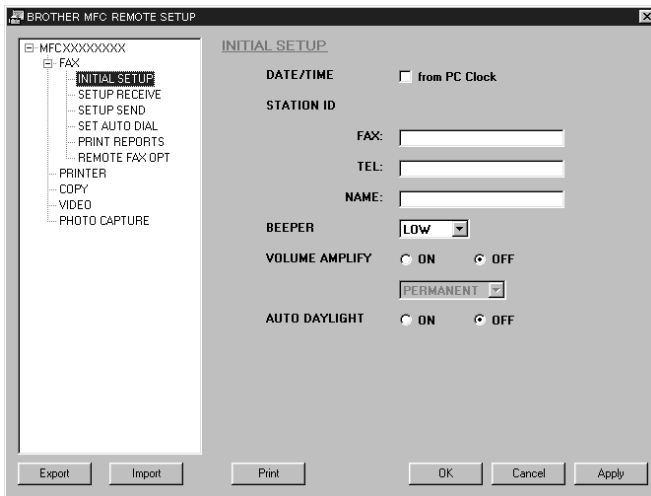 BROTHER MFC REMOTE SETUP
MFCXXXXXXXX
FAX
INITIAL SETUP
SETUP RECEIVE
SETUP SEND
SET AUTO DIAL
PRINT REPORTS
REMOTE FAX OPT
PRINTER
COPY
VIDEO
PHOTO CAPTURE
INITIAL SETUP
DATE/TIME from PC Clock
STATION ID
FAX:
TEL:
NAME:
BEEPER LOW
VOLUME AMPLIFY ON OFF
PERMANENT
AUTO DAYLIGHT ON OFF
Export Import Print OK Cancel Apply